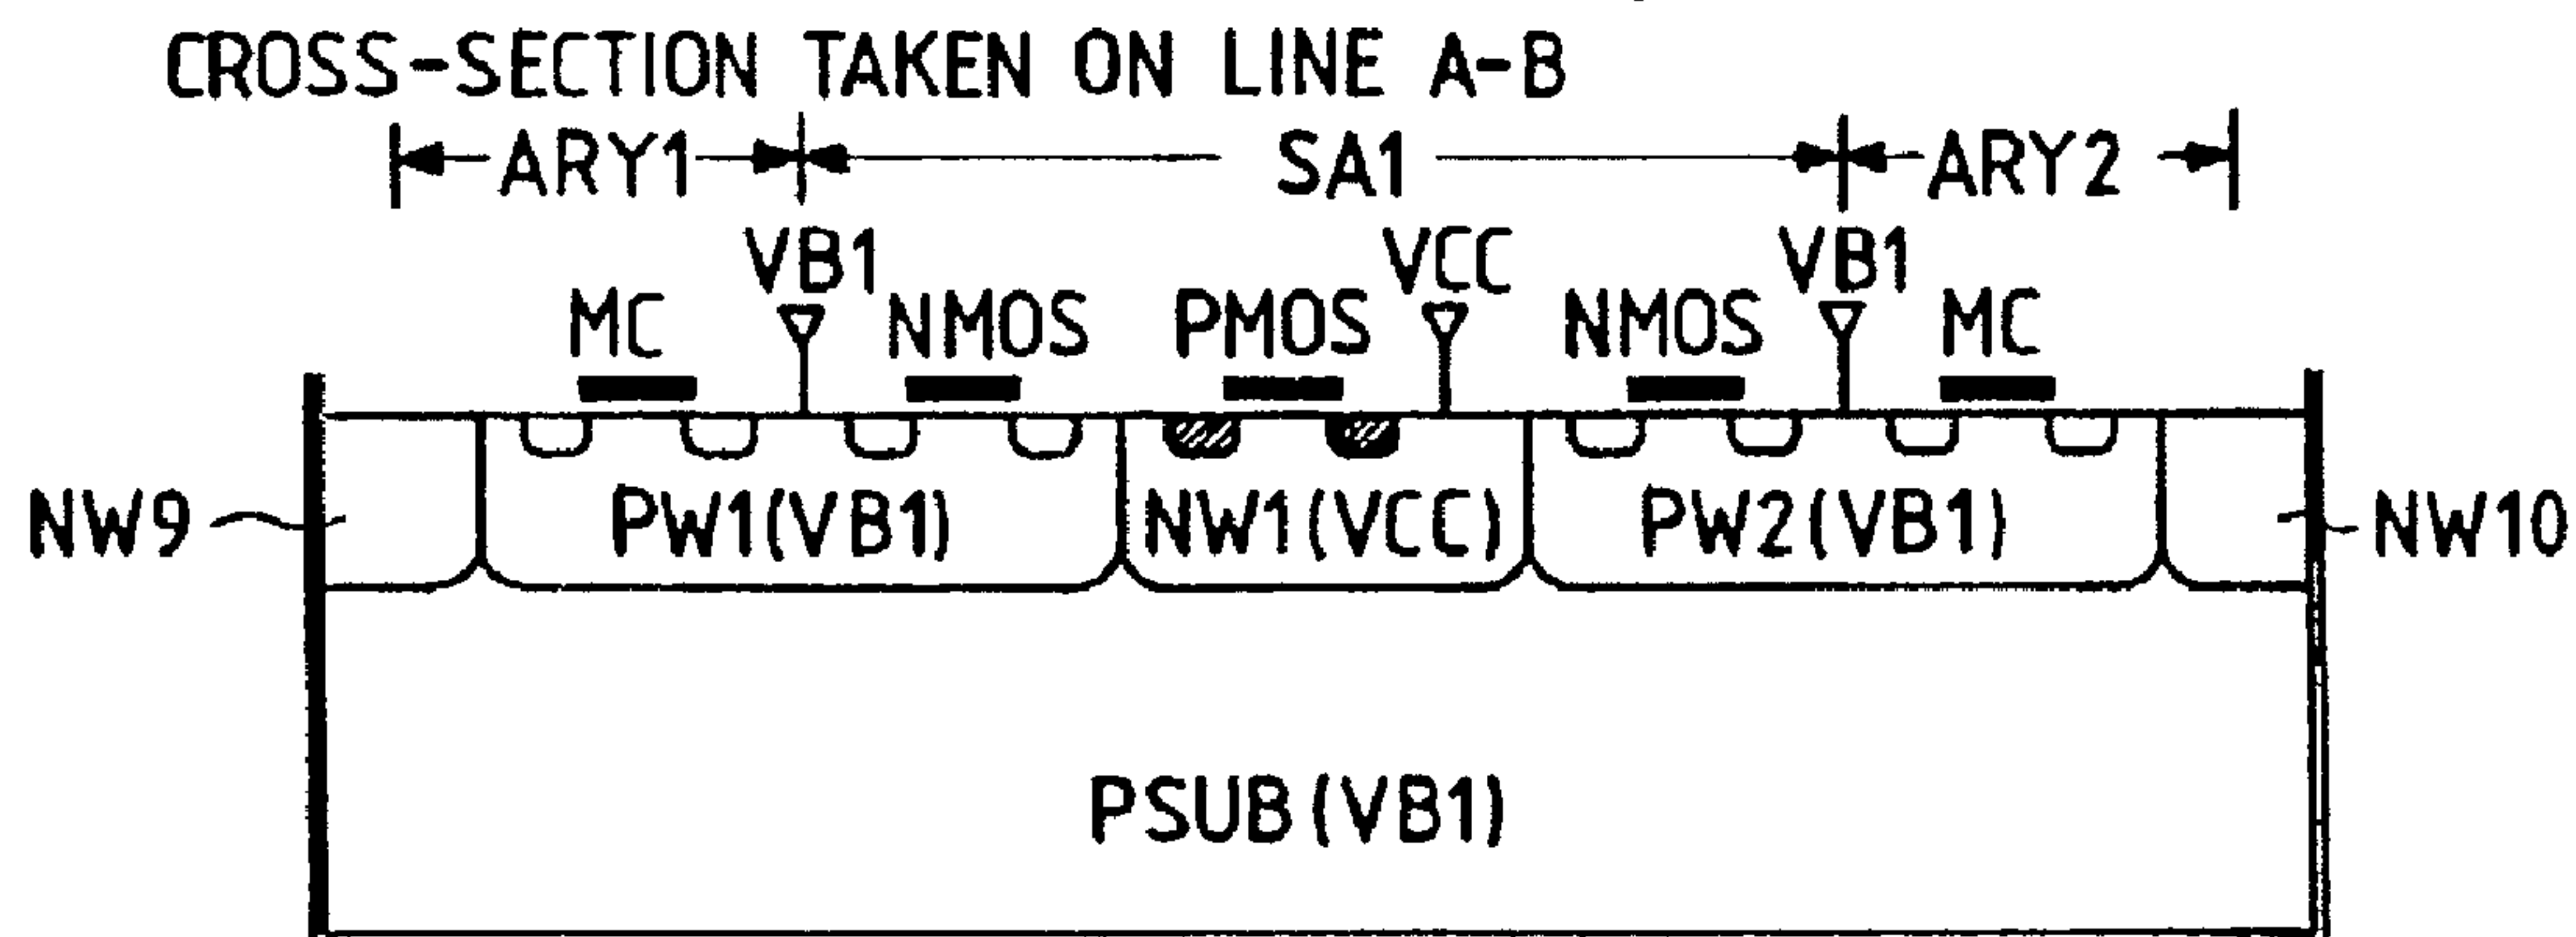 CROSS-SECTION TAKEN ON LINE A-B
ARY1 SA1 ARY2
VB1 VCC VB1
MC NMOS PMOS NMOS MC
NW9 PW1(VB1) NW1(VCC) PW2(VB1) NW10
PSUB(VB1)